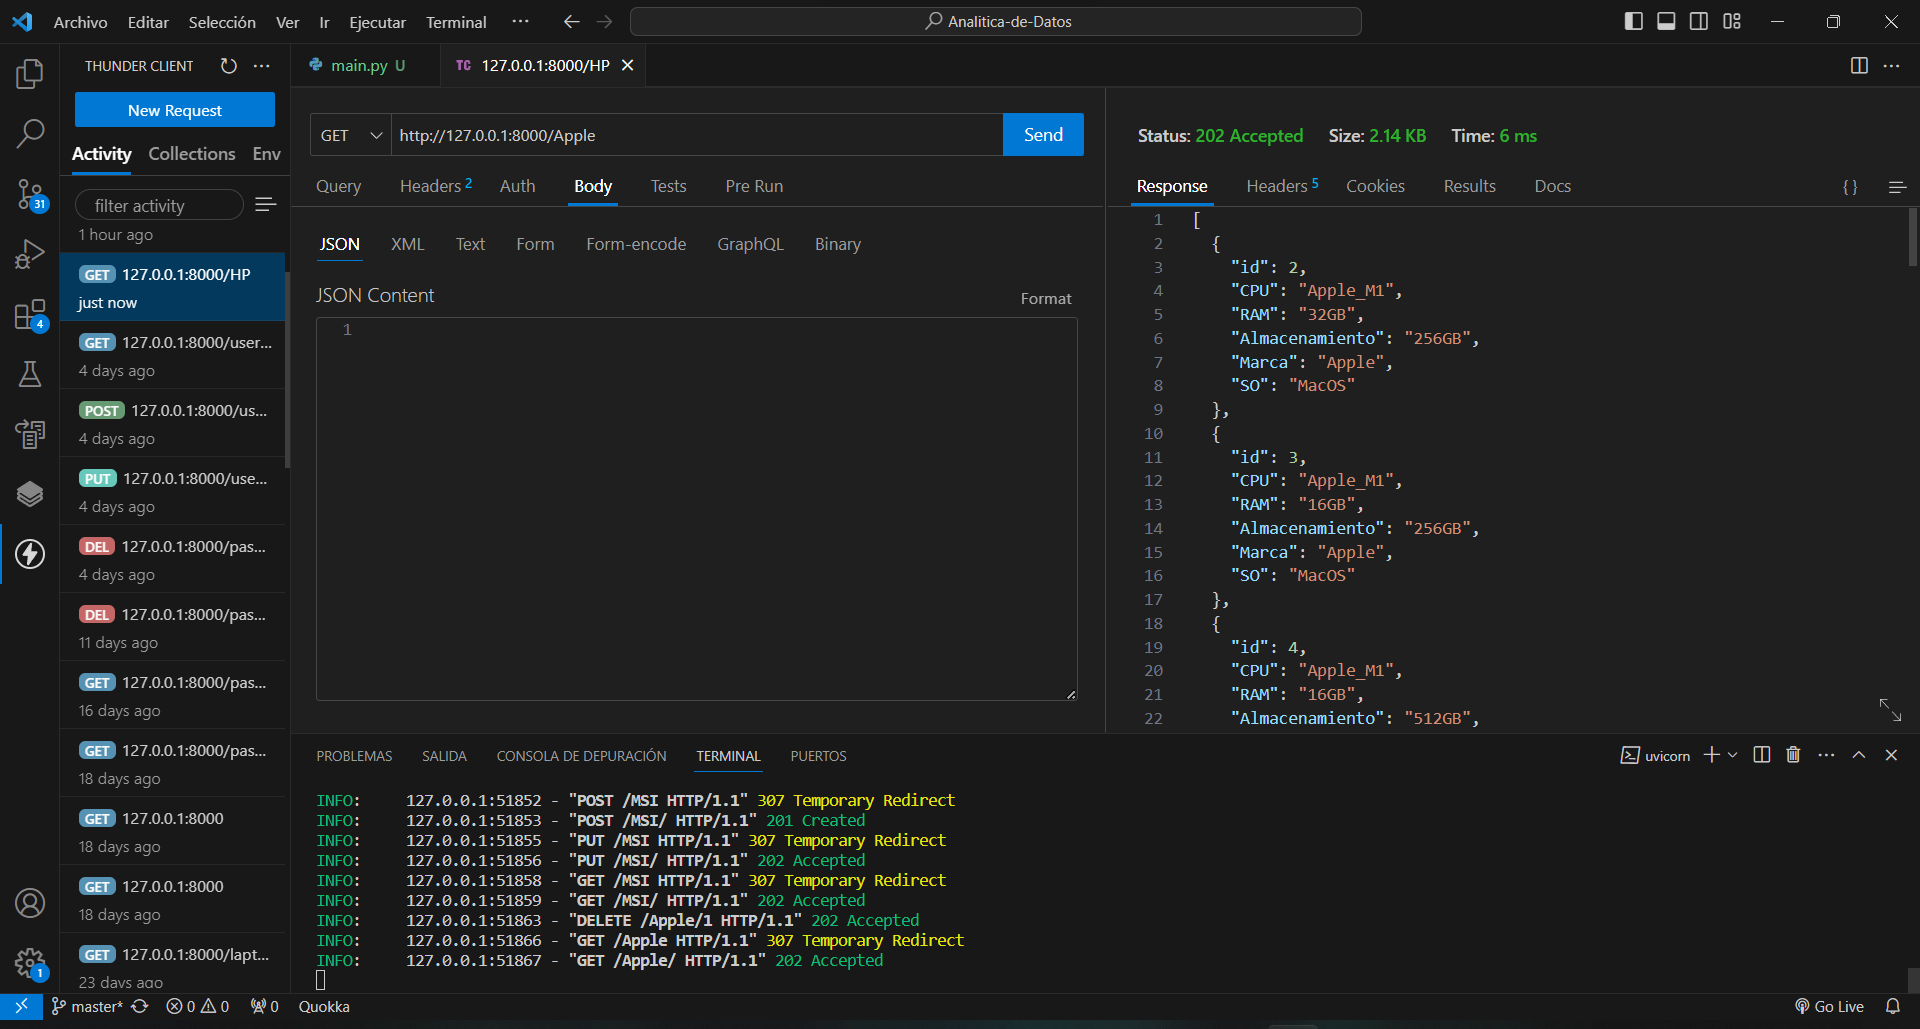 Archivo Editar Selección Ver Ir Ejecutar Terminal ··· Analitica-de-Datos
THUNDER CLIENT ···
New Request
Activity Collections Env
filter activity
1 hour ago
GET 127.0.0.1:8000/HP
just now
GET 127.0.0.1:8000/user...
4 days ago
POST 127.0.0.1:8000/us...
4 days ago
PUT 127.0.0.1:8000/use...
4 days ago
DEL 127.0.0.1:8000/pas...
4 days ago
DEL 127.0.0.1:8000/pas...
11 days ago
GET 127.0.0.1:8000/pas...
16 days ago
GET 127.0.0.1:8000/pas...
18 days ago
GET 127.0.0.1:8000
18 days ago
GET 127.0.0.1:8000
18 days ago
GET 127.0.0.1:8000/lapt...
23 days ago
31
4
1
main.py U TC 127.0.0.1:8000/HP
GET http://127.0.0.1:8000/Apple Send
Query Headers 2 Auth Body Tests Pre Run
JSON XML Text Form Form-encode GraphQL Binary
JSON Content Format
1
Status: 202 Accepted Size: 2.14 KB Time: 6 ms
Response Headers 5 Cookies Results Docs {}
1 [
2 {
3 "id": 2,
4 "CPU": "Apple_M1",
5 "RAM": "32GB",
6 "Almacenamiento": "256GB",
7 "Marca": "Apple",
8 "SO": "MacOS"
9 },
10 {
11 "id": 3,
12 "CPU": "Apple_M1",
13 "RAM": "16GB",
14 "Almacenamiento": "256GB",
15 "Marca": "Apple",
16 "SO": "MacOS"
17 },
18 {
19 "id": 4,
20 "CPU": "Apple_M1",
21 "RAM": "16GB",
22 "Almacenamiento": "512GB",
PROBLEMAS SALIDA CONSOLA DE DEPURACIÓN TERMINAL PUERTOS uvicorn
INFO: 127.0.0.1:51852 - "POST /MSI HTTP/1.1" 307 Temporary Redirect
INFO: 127.0.0.1:51853 - "POST /MSI/ HTTP/1.1" 201 Created
INFO: 127.0.0.1:51855 - "PUT /MSI HTTP/1.1" 307 Temporary Redirect
INFO: 127.0.0.1:51856 - "PUT /MSI/ HTTP/1.1" 202 Accepted
INFO: 127.0.0.1:51858 - "GET /MSI HTTP/1.1" 307 Temporary Redirect
INFO: 127.0.0.1:51859 - "GET /MSI/ HTTP/1.1" 202 Accepted
INFO: 127.0.0.1:51863 - "DELETE /Apple/1 HTTP/1.1" 202 Accepted
INFO: 127.0.0.1:51866 - "GET /Apple HTTP/1.1" 307 Temporary Redirect
INFO: 127.0.0.1:51867 - "GET /Apple/ HTTP/1.1" 202 Accepted
master* 0 0 0 Quokka Go Live